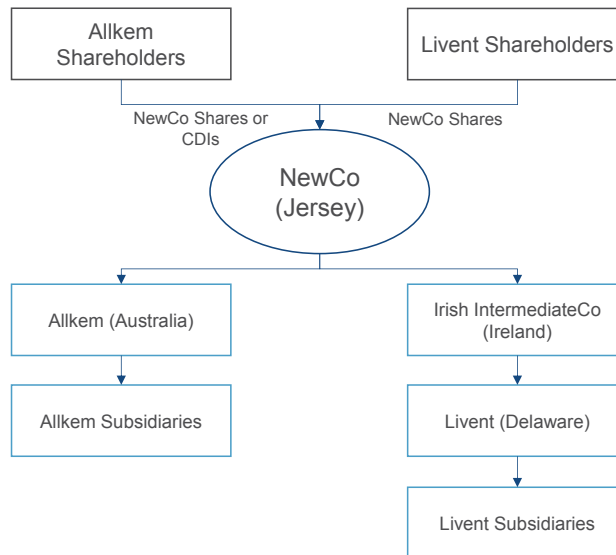 Allkem
Shareholders
Livent Shareholders
NewCo Shares or
CDIs
NewCo Shares
NewCo
(Jersey)
Allkem (Australia)
Irish IntermediateCo
(Ireland)
Allkem Subsidiaries
Livent (Delaware)
Livent Subsidiaries